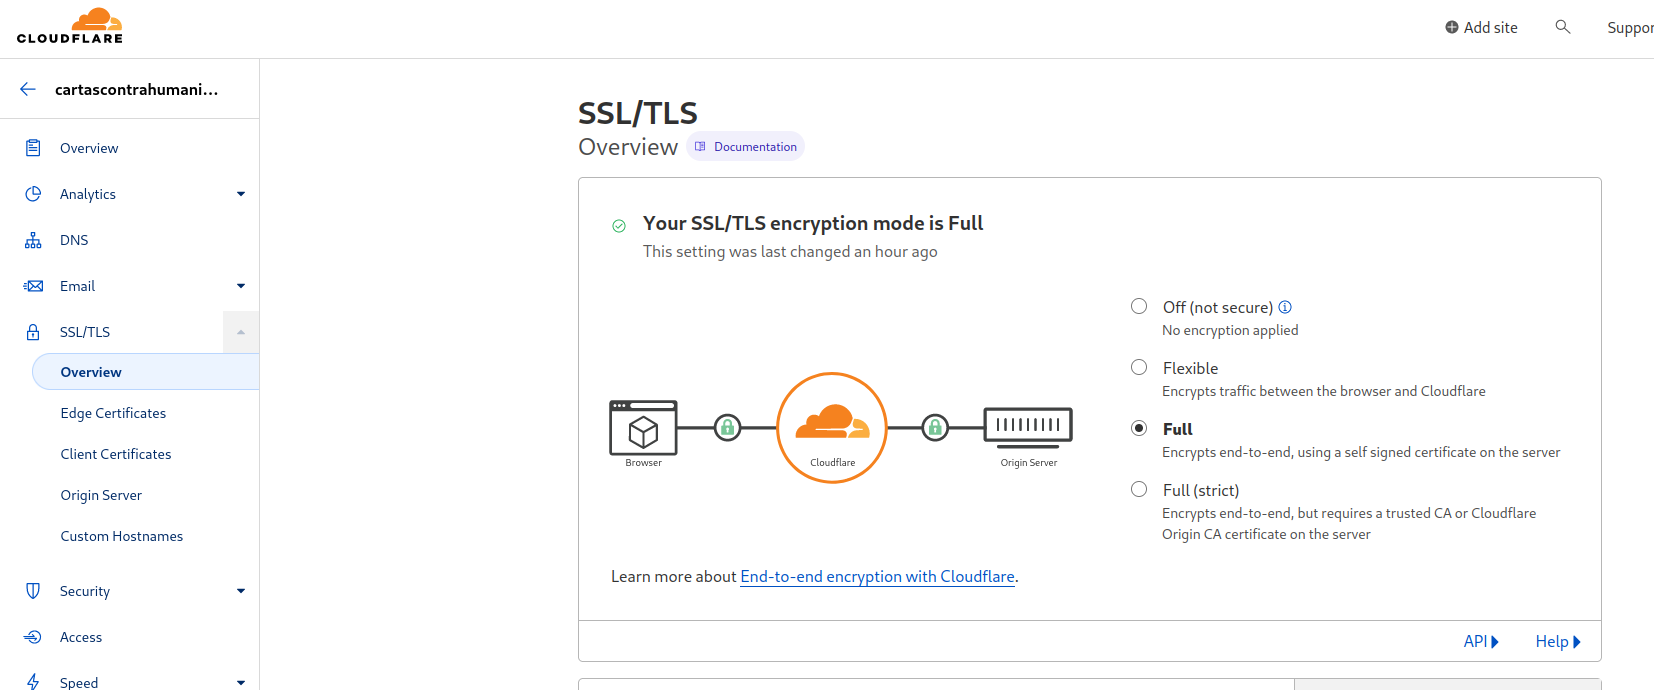 CLOUDFLARE
Add site
Suppor
cartascontrahumani...
Overview
Analytics
DNS
Email
SSL/TLS
Overview
Edge Certificates
Client Certificates
Origin Server
Custom Hostnames
Security
Access
Speed
SSL/TLS
Overview
Documentation
Your SSL/TLS encryption mode is Full
This setting was last changed an hour ago
Browser
Cloudflare
Origin Server
Off (not secure)
No encryption applied
Flexible
Encrypts traffic between the browser and Cloudflare
Full
Encrypts end-to-end, using a self signed certificate on the server
Full (strict)
Encrypts end-to-end, but requires a trusted CA or Cloudflare
Origin CA certificate on the server
Learn more about End-to-end encryption with Cloudflare.
API
Help